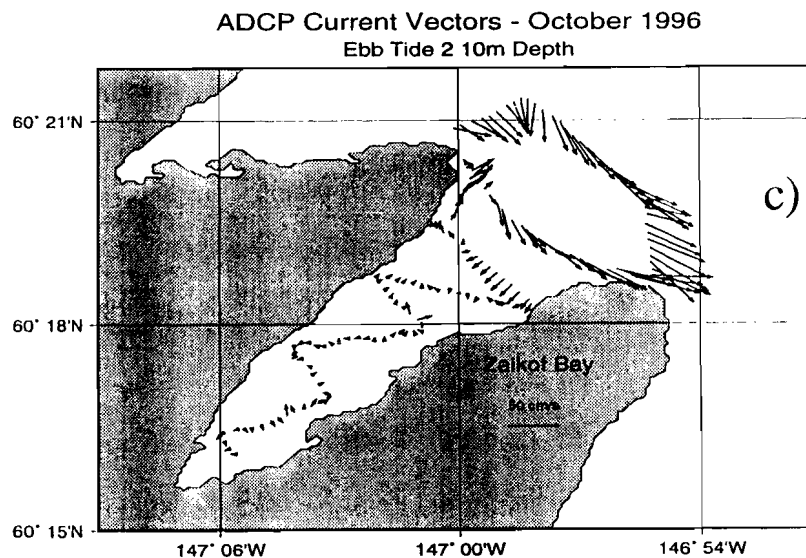 ADCP Current Vectors - October 1996
Ebb Tide 2 10m Depth
60° 21'N
c)
60° 18'N
Zaikof Bay
60° 15'N
147° 06'W
147° 00'W
146° 54'W